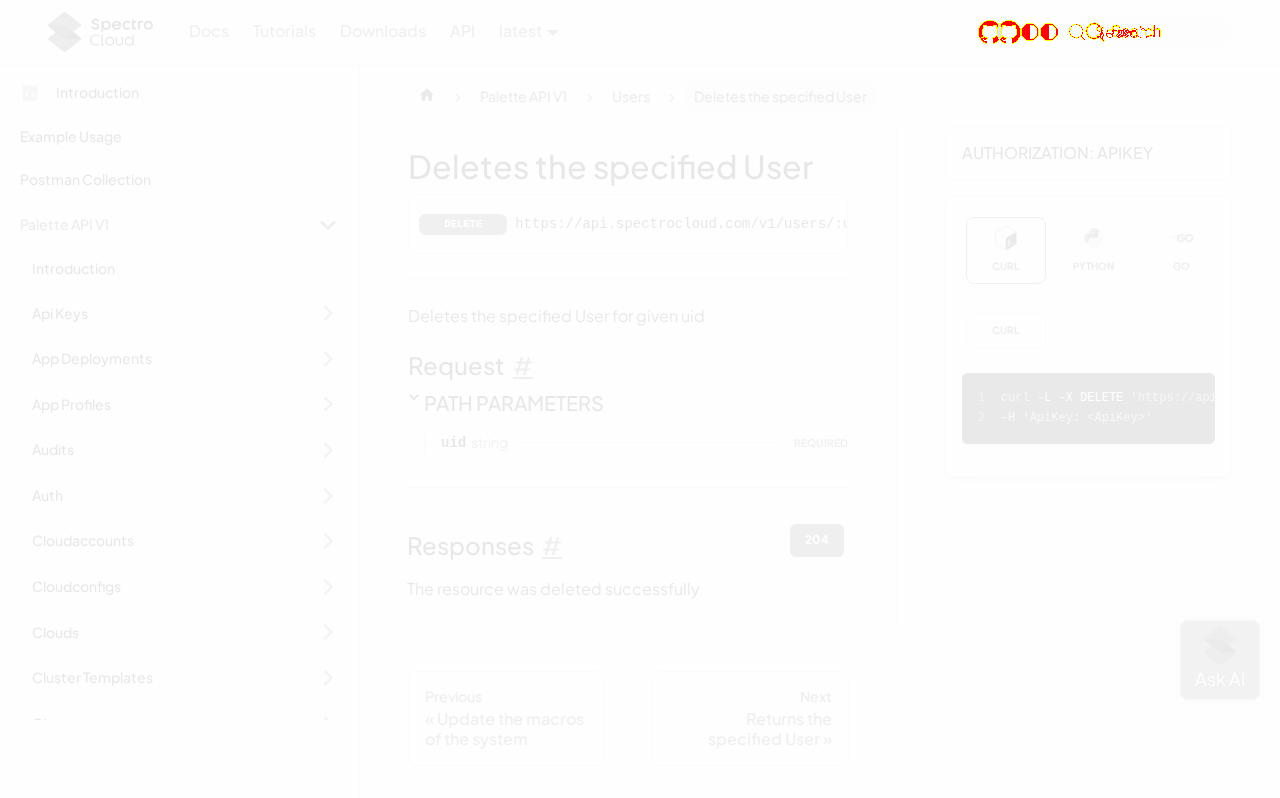 Spectro
Cloud
Docs
Tutorials
Downloads
API
latest
Search
Introduction
Example Usage
Postman Collection
Palette API V1
Introduction
Api Keys
App Deployments
App Profiles
Audits
Auth
Cloudaccounts
Cloudconfigs
Clouds
Cluster Templates
Palette API V1
Users
Deletes the specified User
Deletes the specified User
DELETE
https://api.spectrocloud.com/v1/users/:u
Deletes the specified User for given uid
Request #
PATH PARAMETERS
uid string
REQUIRED
Responses #
204
The resource was deleted successfully
Previous
« Update the macros
of the system
Next
Returns the
specified User »
AUTHORIZATION: APIKEY
CURL
PYTHON
GO
GO
CURL
1 curl -L -X DELETE 'https://api
2 -H 'ApiKey: <ApiKey>'
Ask AI